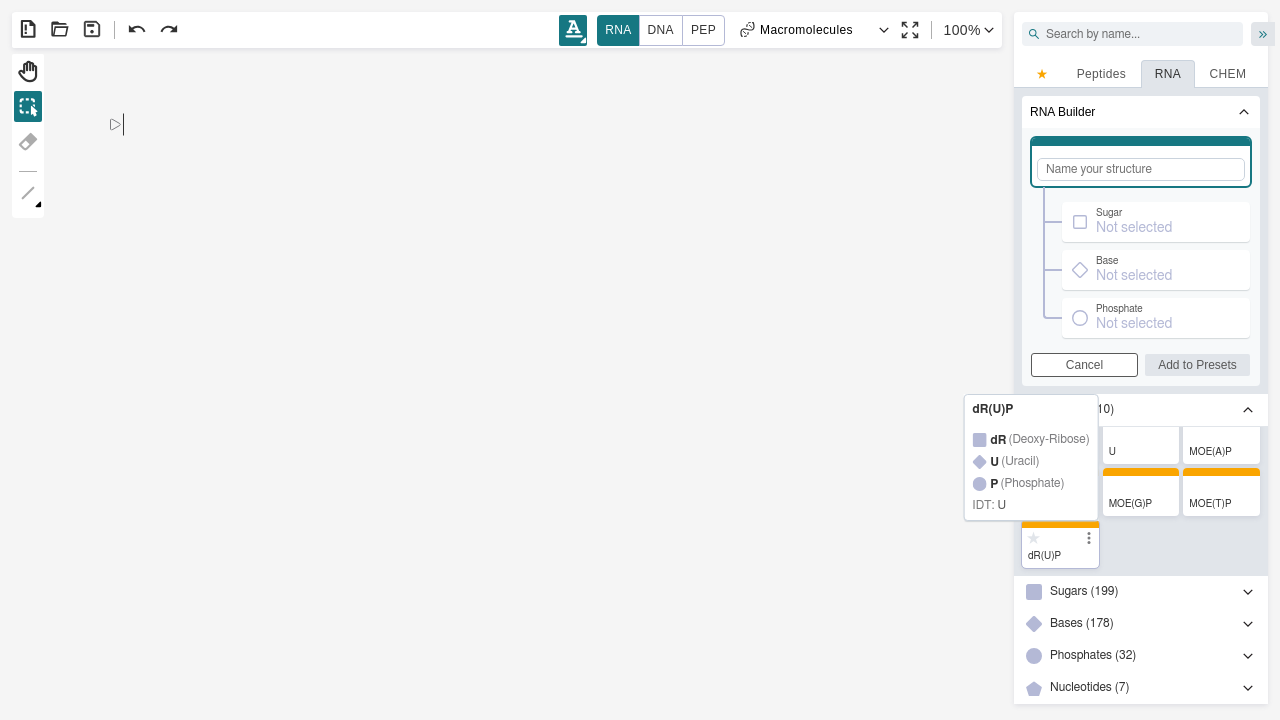 RNA DNA PEP Macromolecules 100%
Search by name...
Peptides RNA CHEM
RNA Builder
Name your structure
Sugar
Not selected
Base
Not selected
Phosphate
Not selected
Cancel Add to Presets
10)
U MOE(A)P
MOE(G)P MOE(T)P
dR(U)P
dR(U)P
dR (Deoxy-Ribose)
U (Uracil)
P (Phosphate)
IDT: U
Sugars (199)
Bases (178)
Phosphates (32)
Nucleotides (7)